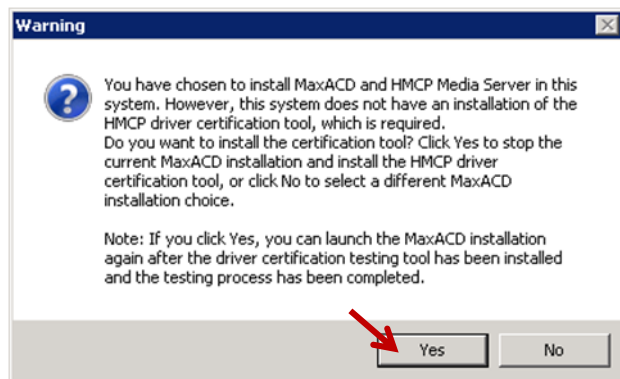 Warning
You have chosen to install MaxACD and HMCP Media Server in this
system. However, this system does not have an installation of the
HMCP driver certification tool, which is required.
Do you want to install the certification tool? Click Yes to stop the
current MaxACD installation and install the HMCP driver
certification tool, or click No to select a different MaxACD
installation choice.
Note: If you click Yes, you can launch the MaxACD installation
again after the driver certification testing tool has been installed
and the testing process has been completed.
Yes No